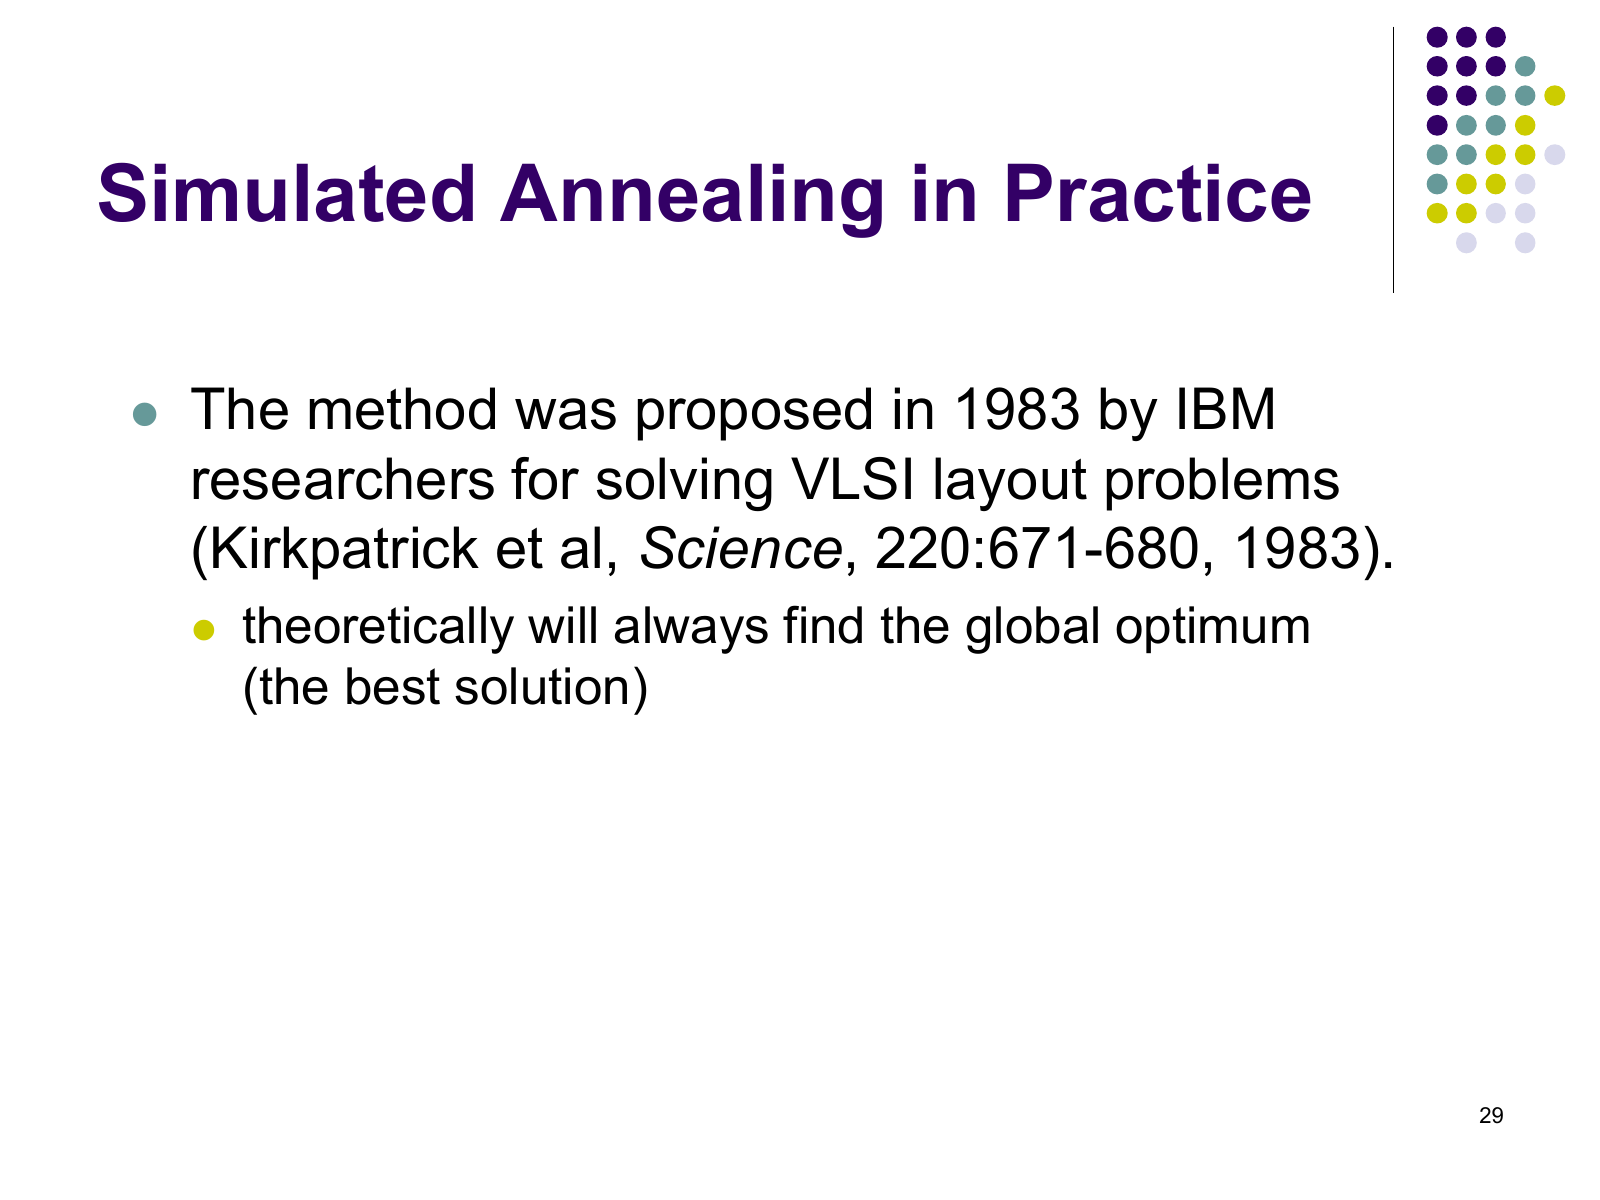 Simulated Annealing in Practice
The method was proposed in 1983 by IBM
researchers for solving VLSI layout problems
(Kirkpatrick et al, Science, 220:671-680, 1983).
theoretically will always find the global optimum
(the best solution)
29